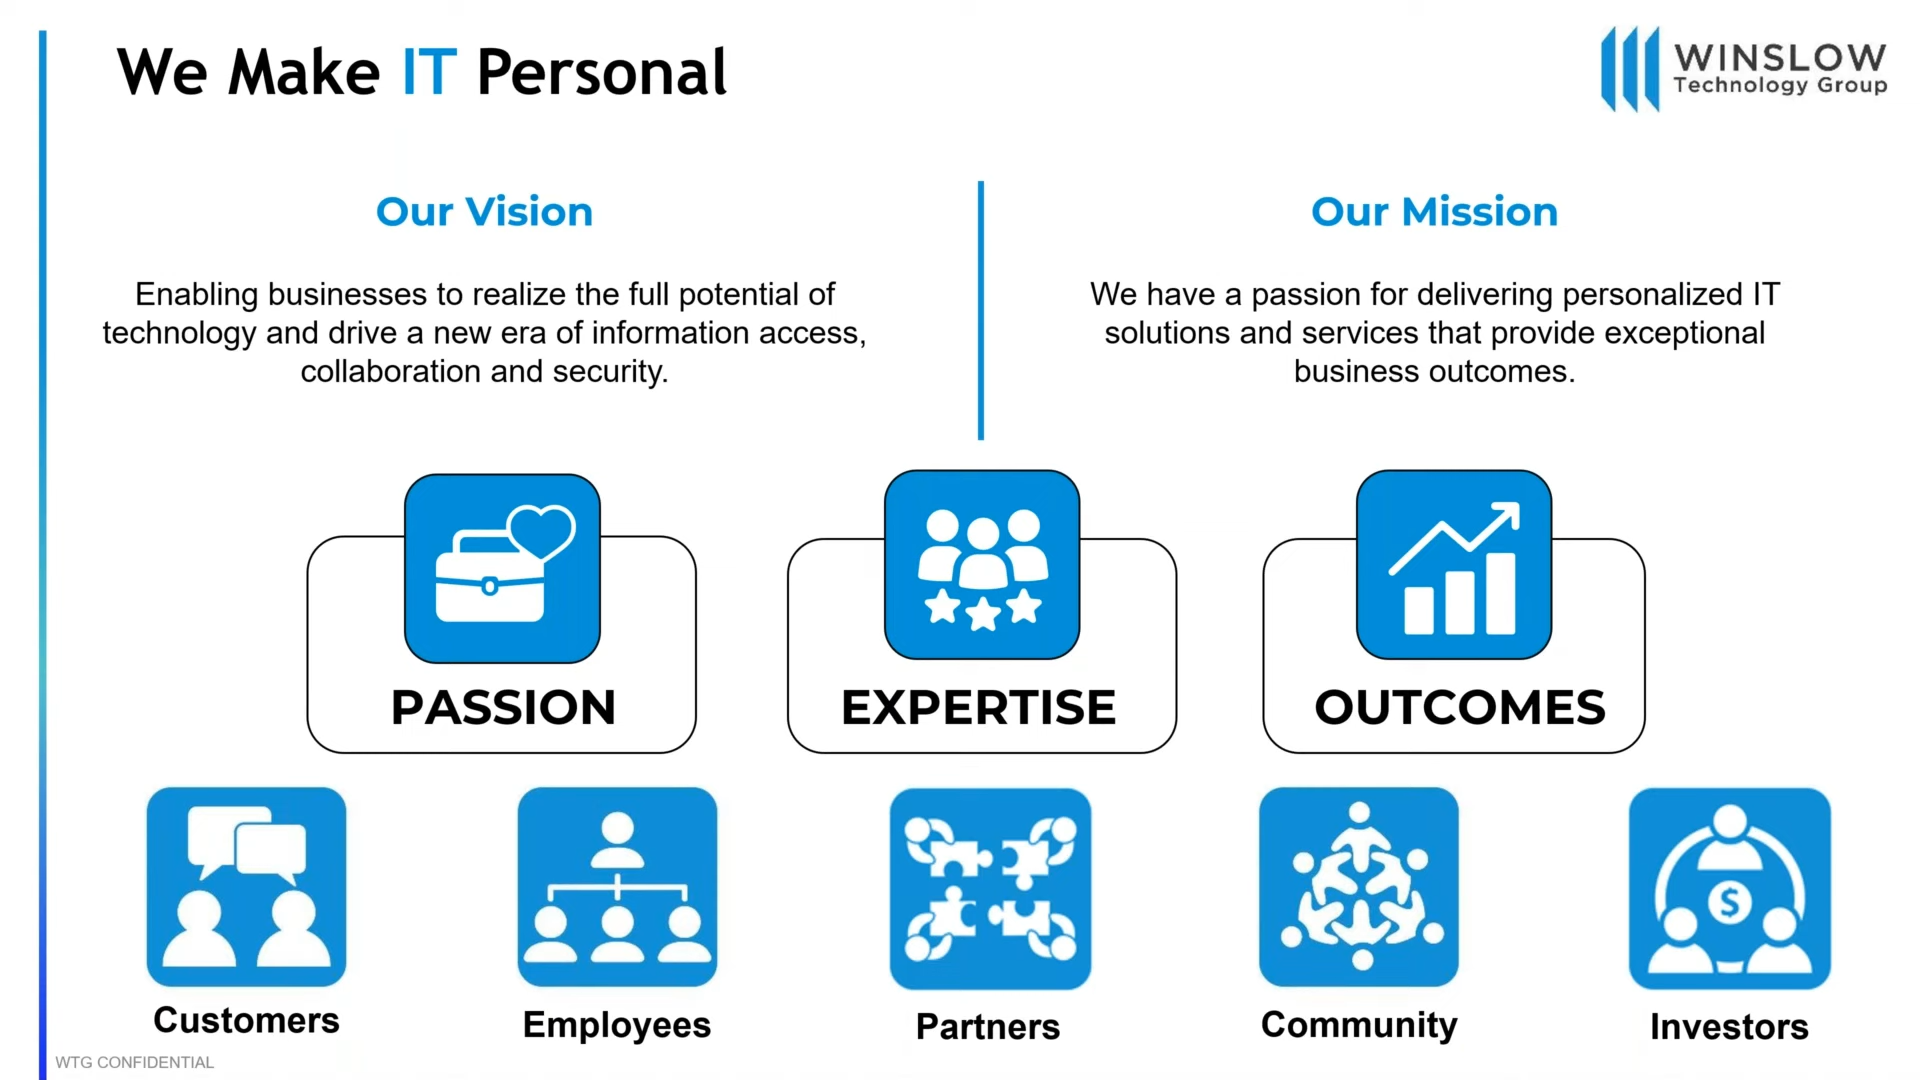 We Make IT Personal
WINSLOW
Technology Group
Our Vision
Enabling businesses to realize the full potential of
technology and drive a new era of information access,
collaboration and security.
Our Mission
We have a passion for delivering personalized IT
solutions and services that provide exceptional
business outcomes.
PASSION
EXPERTISE
OUTCOMES
$
Customers
Employees
Partners
Community
Investors
WTG CONFIDENTIAL